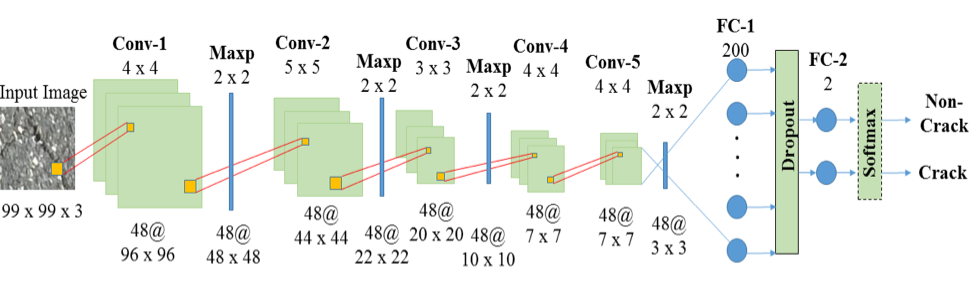 Input Image
99 x 99 x 3
Conv-1
4 x 4
48@
96 x 96
Maxp
2 x 2
48@
48 x 48
Conv-2
5 x 5
48@
44 x 44
Maxp
2 x 2
48@
22 x 22
Conv-3
3 x 3
48@
20 x 20
Maxp
2 x 2
48@
10 x 10
Conv-4
4 x 4
48@
7 x 7
Conv-5
4 x 4
48@
7 x 7
Maxp
2 x 2
48@
3 x 3
FC-1
200
Dropout
FC-2
2
Softmax
Non-
Crack
Crack